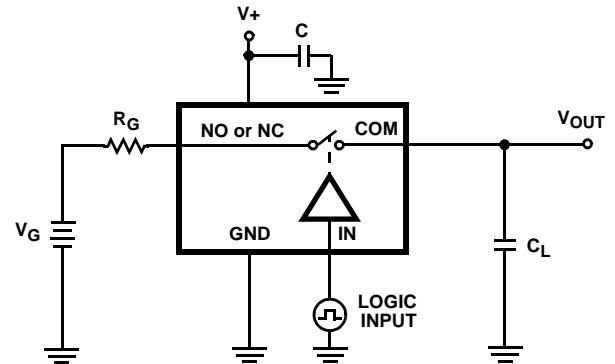 V+
C
RG
NO or NC
COM
VOUT
VG
GND
IN
CL
LOGIC
INPUT